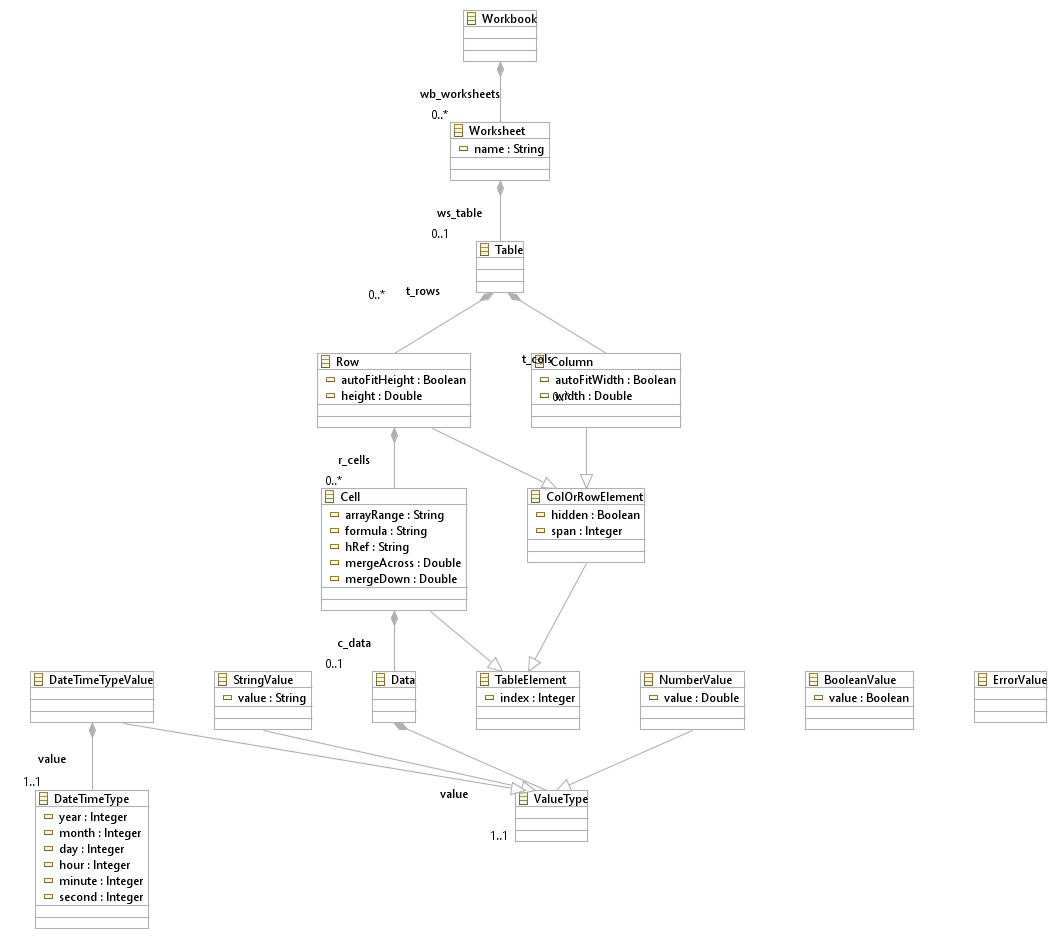 Workbook
wb_worksheets
0..*
Worksheet
name : String
ws_table
0..1
Table
0..*
t_rows
Row
autoFitHeight : Boolean
height : Double
t_cols
Column
autoFitWidth : Boolean
0..*
width : Double
r_cells
0..*
Cell
arrayRange : String
formula : String
hRef : String
mergeAcross : Double
mergeDown : Double
ColOrRowElement
hidden : Boolean
span : Integer
c_data
0..1
DateTimeTypeValue
StringValue
value : String
Data
TableElement
index : Integer
NumberValue
value : Double
BooleanValue
value : Boolean
ErrorValue
value
1..1
DateTimeType
year : Integer
month : Integer
day : Integer
hour : Integer
minute : Integer
second : Integer
value
1..1
ValueType